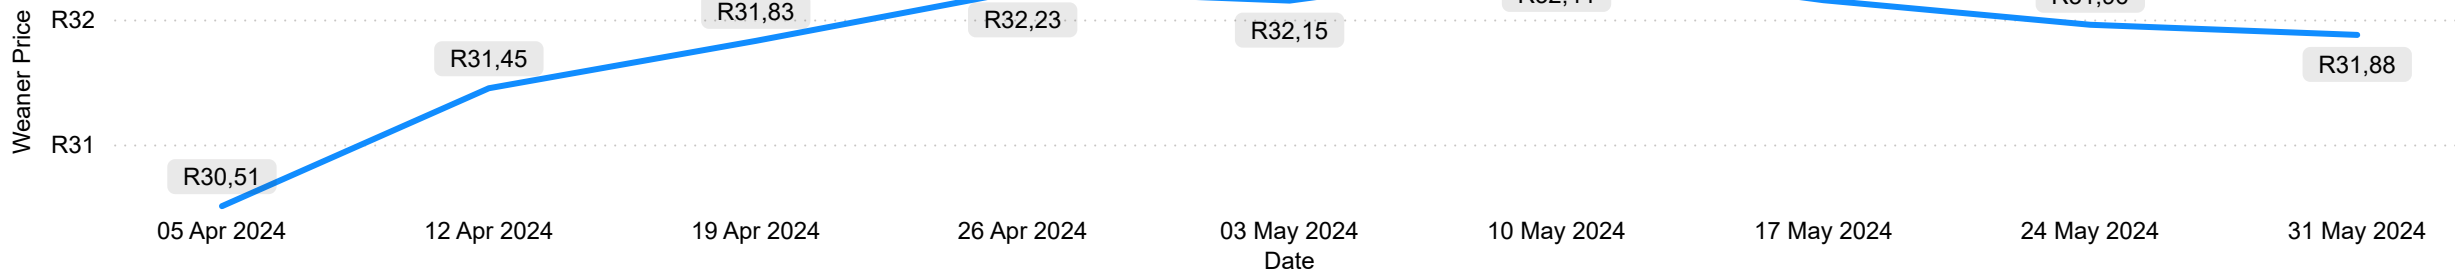 Weaner Price
R32
R31
R30,51
R31,45
R31,83
R32,23
R32,15
R31,88
05 Apr 2024
12 Apr 2024
19 Apr 2024
26 Apr 2024
03 May 2024
10 May 2024
17 May 2024
24 May 2024
31 May 2024
Date